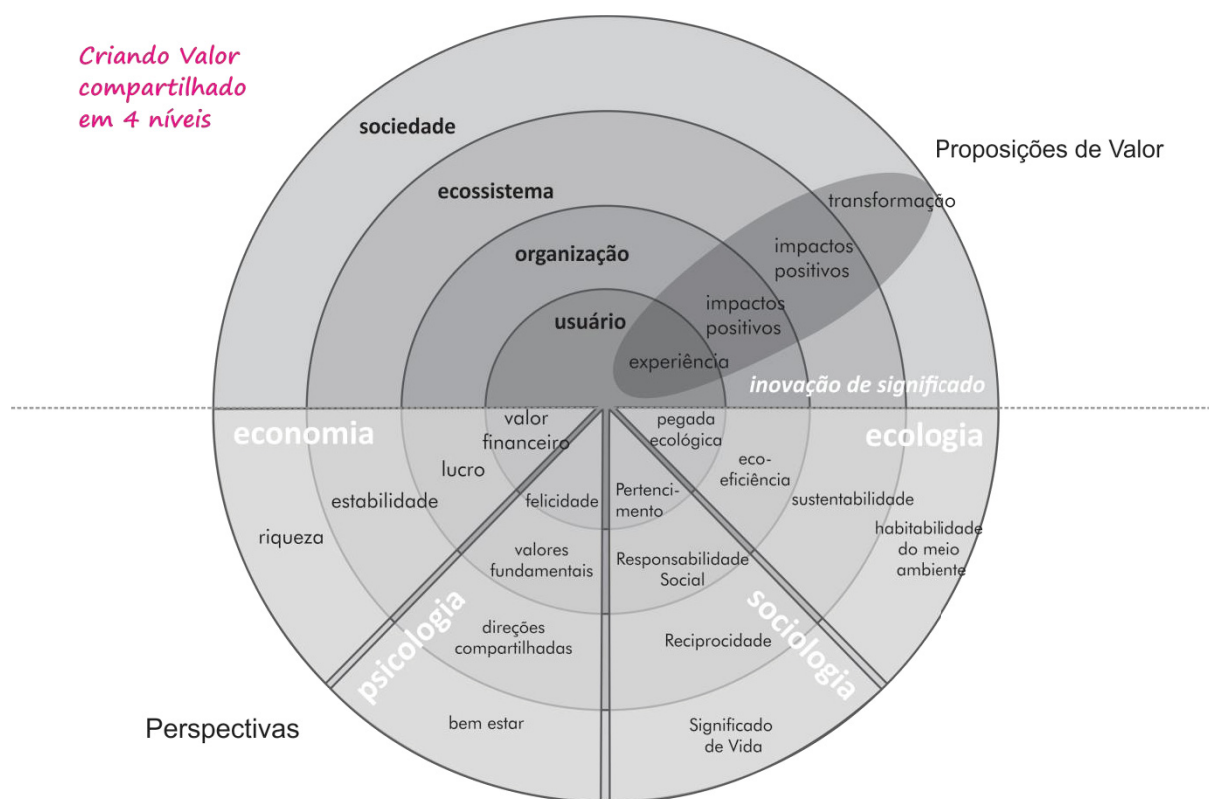 Criando Valor
compartilhado
em 4 níveis
sociedade
Proposições de Valor
ecossistema
transformação
organização
impactos
positivos
impactos
positivos
usuário
experiência
inovação de significado
economia
valor
financeiro
pegada
ecológica
ecologia
lucro
eco-
eficiência
estabilidade
felicidade
Pertenci-
mento
sustentabilidade
riqueza
habitabilidade
do meio
ambiente
valores
fundamentais
Responsabilidade
Social
psicologia
sociologia
direções
compartilhadas
Reciprocidade
Perspectivas
bem estar
Significado
de Vida